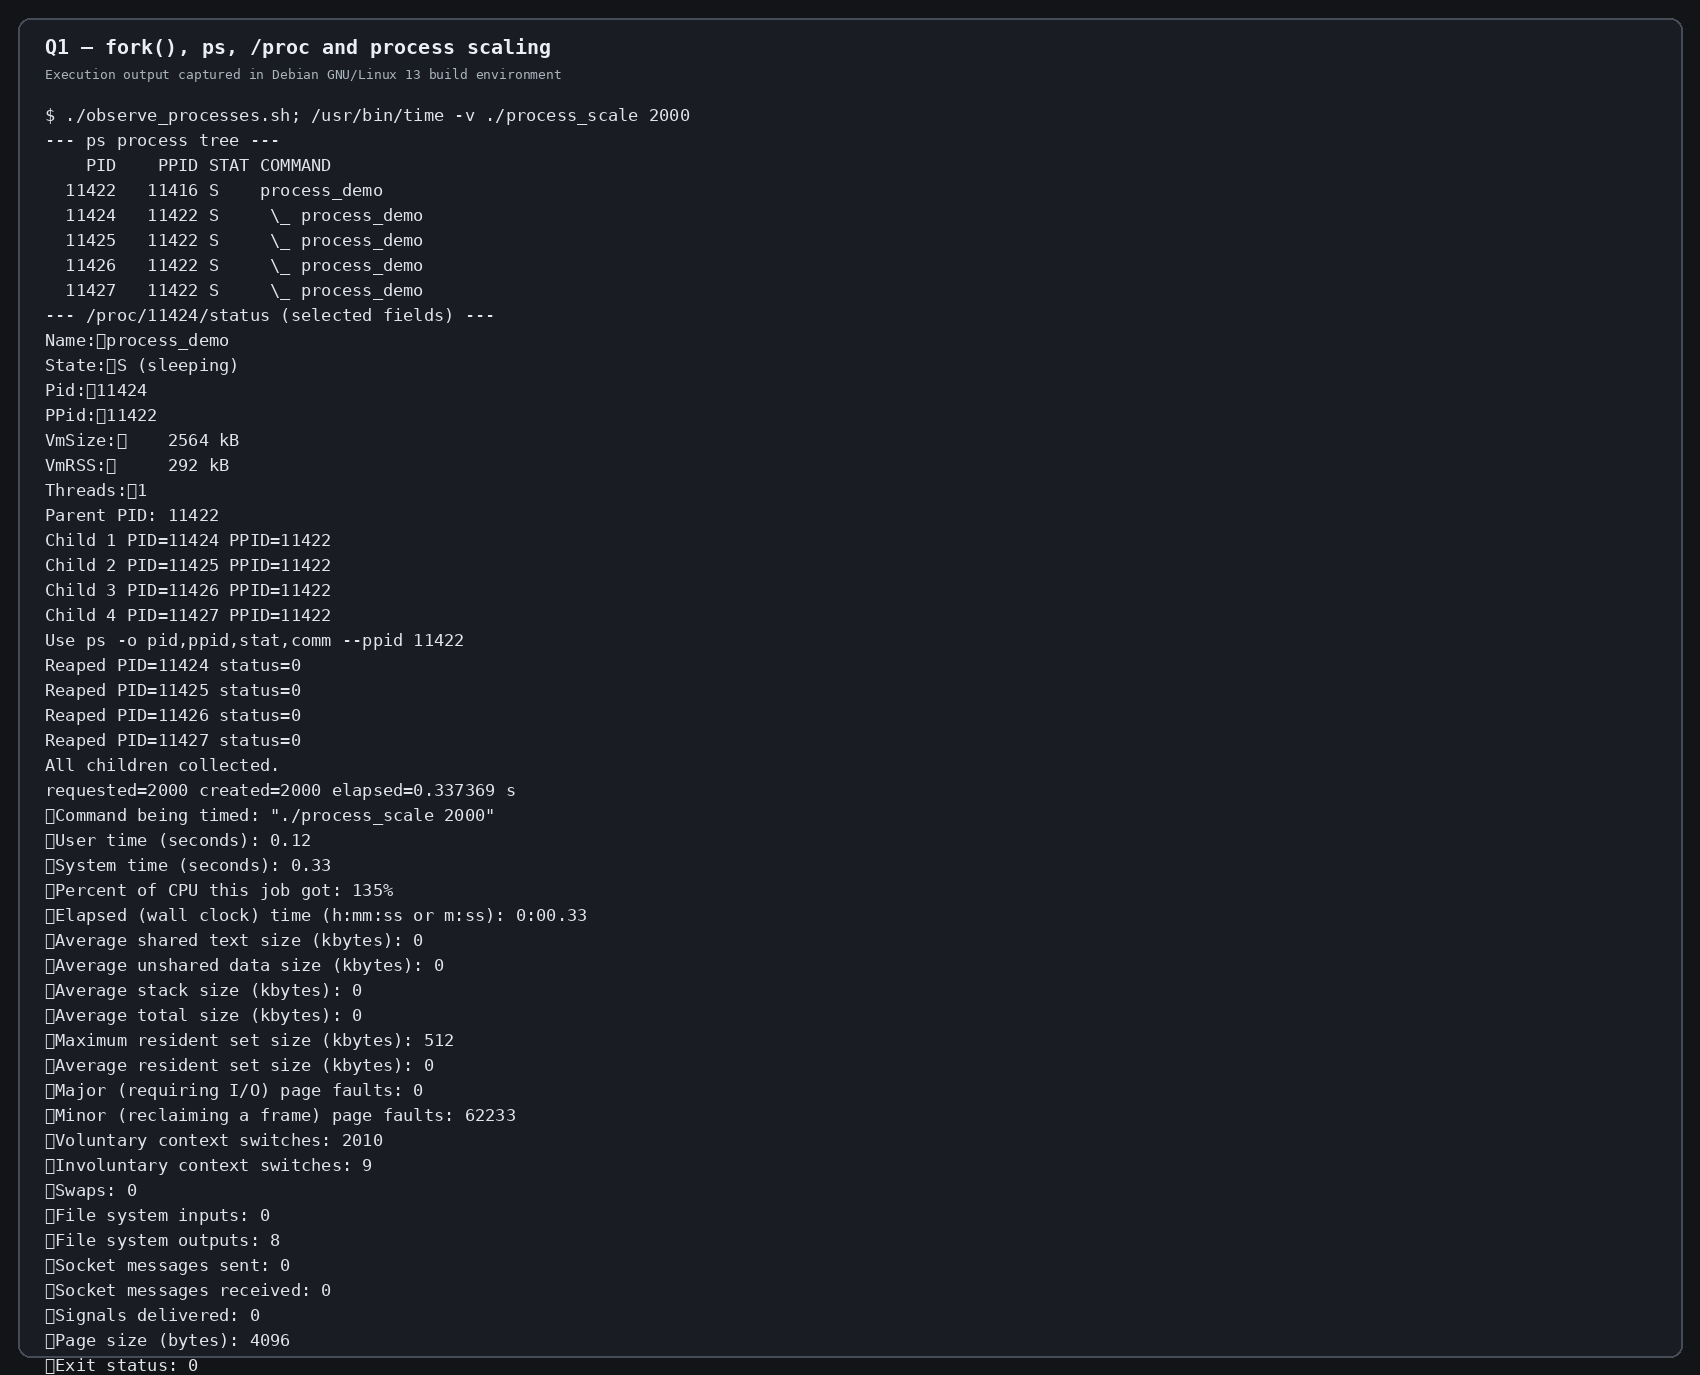 Q1 — fork(), ps, /proc and process scaling
Execution output captured in Debian GNU/Linux 13 build environment
$ ./observe_processes.sh; /usr/bin/time -v ./process_scale 2000
--- ps process tree ---
    PID    PPID STAT COMMAND
  11422   11416 S    process_demo
  11424   11422 S     \_ process_demo
  11425   11422 S     \_ process_demo
  11426   11422 S     \_ process_demo
  11427   11422 S     \_ process_demo
--- /proc/11424/status (selected fields) ---
Name:▯process_demo
State:▯S (sleeping)
Pid:▯11424
PPid:▯11422
VmSize:▯    2564 kB
VmRSS:▯     292 kB
Threads:▯1
Parent PID: 11422
Child 1 PID=11424 PPID=11422
Child 2 PID=11425 PPID=11422
Child 3 PID=11426 PPID=11422
Child 4 PID=11427 PPID=11422
Use ps -o pid,ppid,stat,comm --ppid 11422
Reaped PID=11424 status=0
Reaped PID=11425 status=0
Reaped PID=11426 status=0
Reaped PID=11427 status=0
All children collected.
requested=2000 created=2000 elapsed=0.337369 s
▯Command being timed: "./process_scale 2000"
▯User time (seconds): 0.12
▯System time (seconds): 0.33
▯Percent of CPU this job got: 135%
▯Elapsed (wall clock) time (h:mm:ss or m:ss): 0:00.33
▯Average shared text size (kbytes): 0
▯Average unshared data size (kbytes): 0
▯Average stack size (kbytes): 0
▯Average total size (kbytes): 0
▯Maximum resident set size (kbytes): 512
▯Average resident set size (kbytes): 0
▯Major (requiring I/O) page faults: 0
▯Minor (reclaiming a frame) page faults: 62233
▯Voluntary context switches: 2010
▯Involuntary context switches: 9
▯Swaps: 0
▯File system inputs: 0
▯File system outputs: 8
▯Socket messages sent: 0
▯Socket messages received: 0
▯Signals delivered: 0
▯Page size (bytes): 4096
▯Exit status: 0